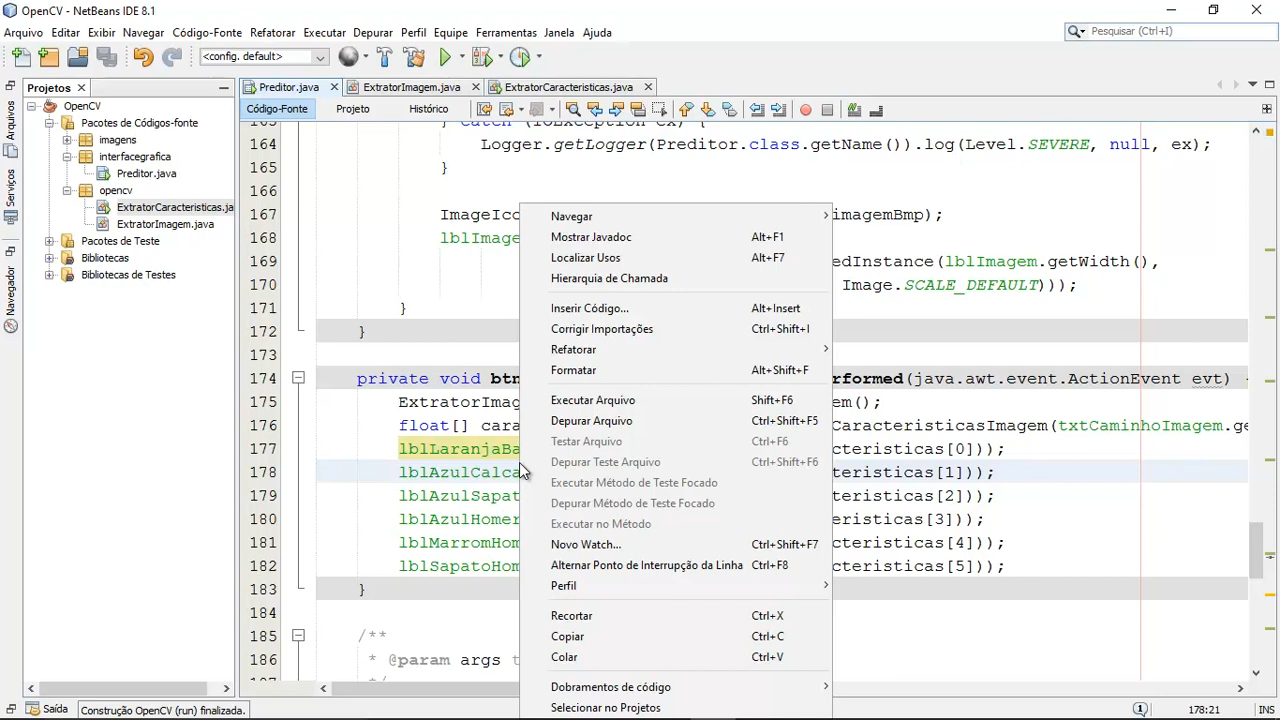 OpenCV - NetBeans IDE 8.1
Arquivo Editar Exibir Navegar Código-Fonte Refatorar Executar Depurar Perfil Equipe Ferramentas Janela Ajuda
Pesquisar (Ctrl+I)
<config. default>
Projetos
Preditor.java
ExtratorImagem.java
ExtratorCaracteristicas.java
Código-Fonte
Projeto
Histórico
Arquivos
Serviços
Navegador
OpenCV
Pacotes de Códigos-fonte
imagens
interfacegrafica
Preditor.java
opencv
ExtratorCaracteristicas.ja
ExtratorImagem.java
Pacotes de Teste
Bibliotecas
Bibliotecas de Testes
164 Logger.getLogger(Preditor.class.getName()).log(Level.SEVERE, null, ex);
165 }
166
167 ImageIco imagemBmp);
168 lblImage
169 edInstance(lblImagem.getWidth(),
170 Image.SCALE_DEFAULT)));
171 }
172 }
173
174 private void btn rformed(java.awt.event.ActionEvent evt) {
175 ExtratorImag em();
176 float[] cara CaracteristicasImagem(txtCaminhoImagem.ge
177 lblLaranjaBa cteristicas[0]));
178 lblAzulCalca teristicas[1]));
179 lblAzulSapat cteristicas[2]));
180 lblAzulHomer teristicas[3]));
181 lblMarromHom cteristicas[4]));
182 lblSapatoHom cteristicas[5]));
183 }
184
185 /**
186 * @param args t
Navegar
Mostrar Javadoc Alt+F1
Localizar Usos Alt+F7
Hierarquia de Chamada
Inserir Código... Alt+Insert
Corrigir Importações Ctrl+Shift+I
Refatorar
Formatar Alt+Shift+F
Executar Arquivo Shift+F6
Depurar Arquivo Ctrl+Shift+F5
Testar Arquivo Ctrl+F6
Depurar Teste Arquivo Ctrl+Shift+F6
Executar Método de Teste Focado
Depurar Método de Teste Focado
Executar no Método
Novo Watch... Ctrl+Shift+F7
Alternar Ponto de Interrupção da Linha Ctrl+F8
Perfil
Recortar Ctrl+X
Copiar Ctrl+C
Colar Ctrl+V
Dobramentos de código
Selecionar no Projetos
Saída
Construção OpenCV (run) finalizada.
178:21
INS